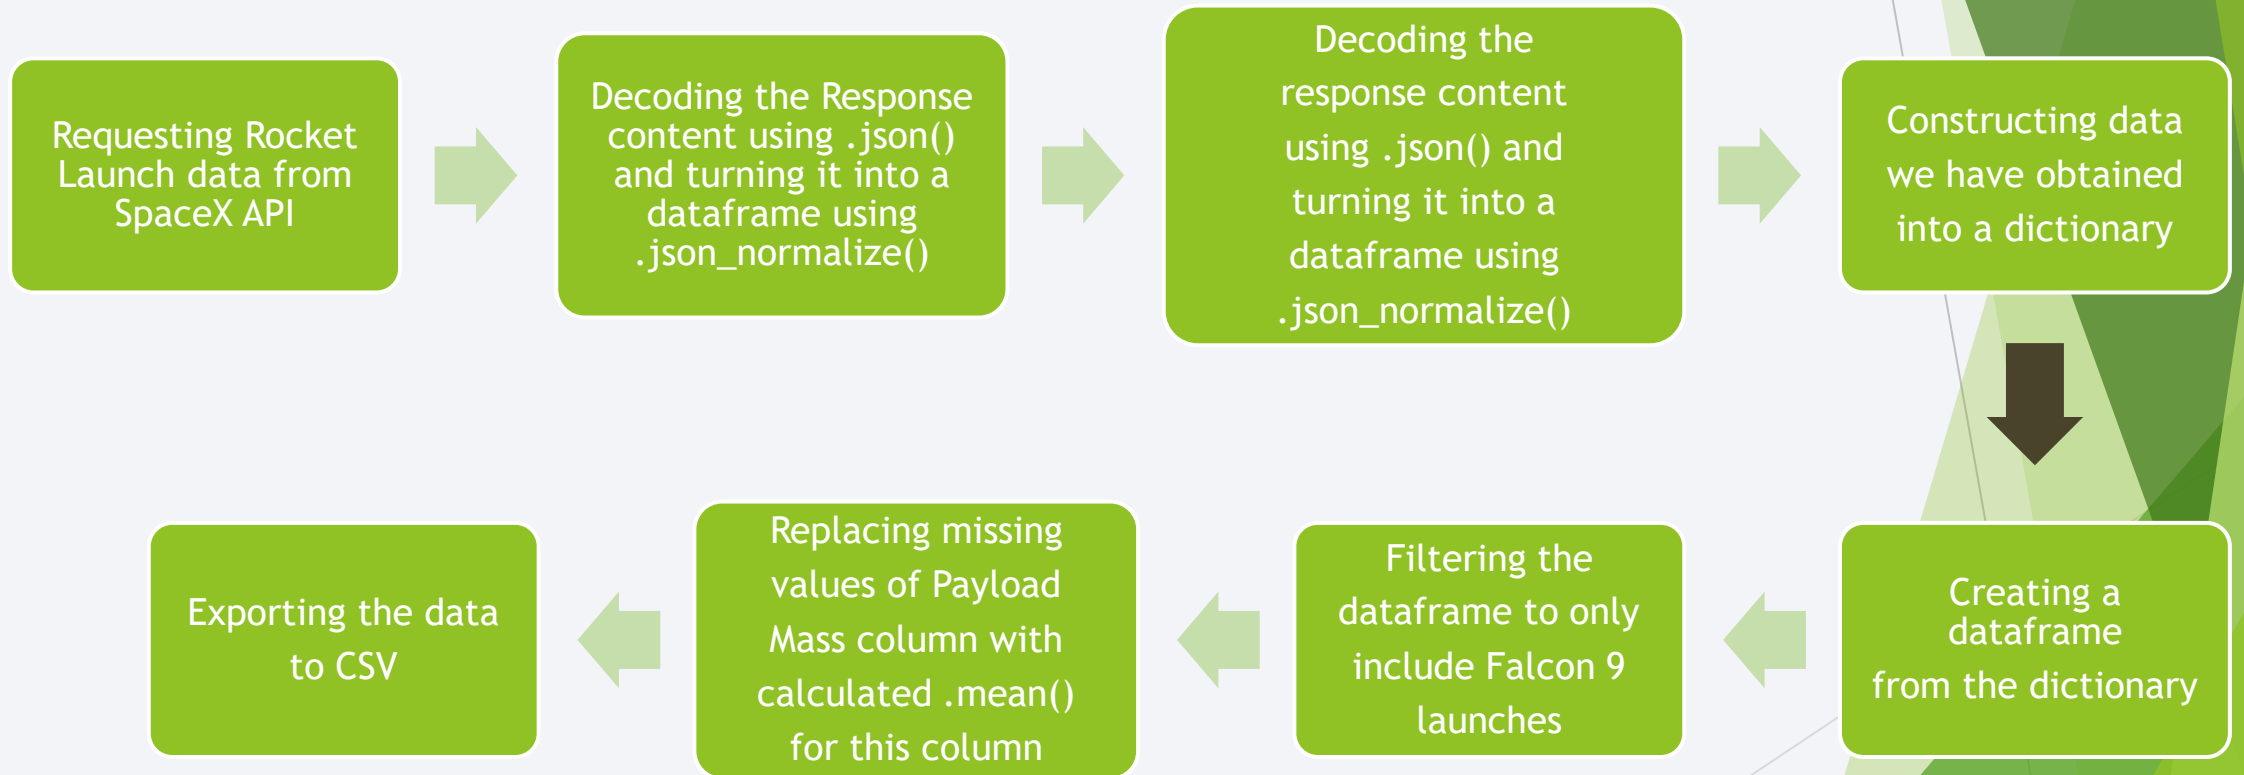 Requesting Rocket
Launch data from
SpaceX API
Decoding the Response
content using .json()
and turning it into a
dataframe using
.json_normalize()
Decoding the
response content
using .json() and
turning it into a
dataframe using
.json_normalize()
Constructing data
we have obtained
into a dictionary
Creating a
dataframe
from the dictionary
Filtering the
dataframe to only
include Falcon 9
launches
Replacing missing
values of Payload
Mass column with
calculated .mean()
for this column
Exporting the data
to CSV